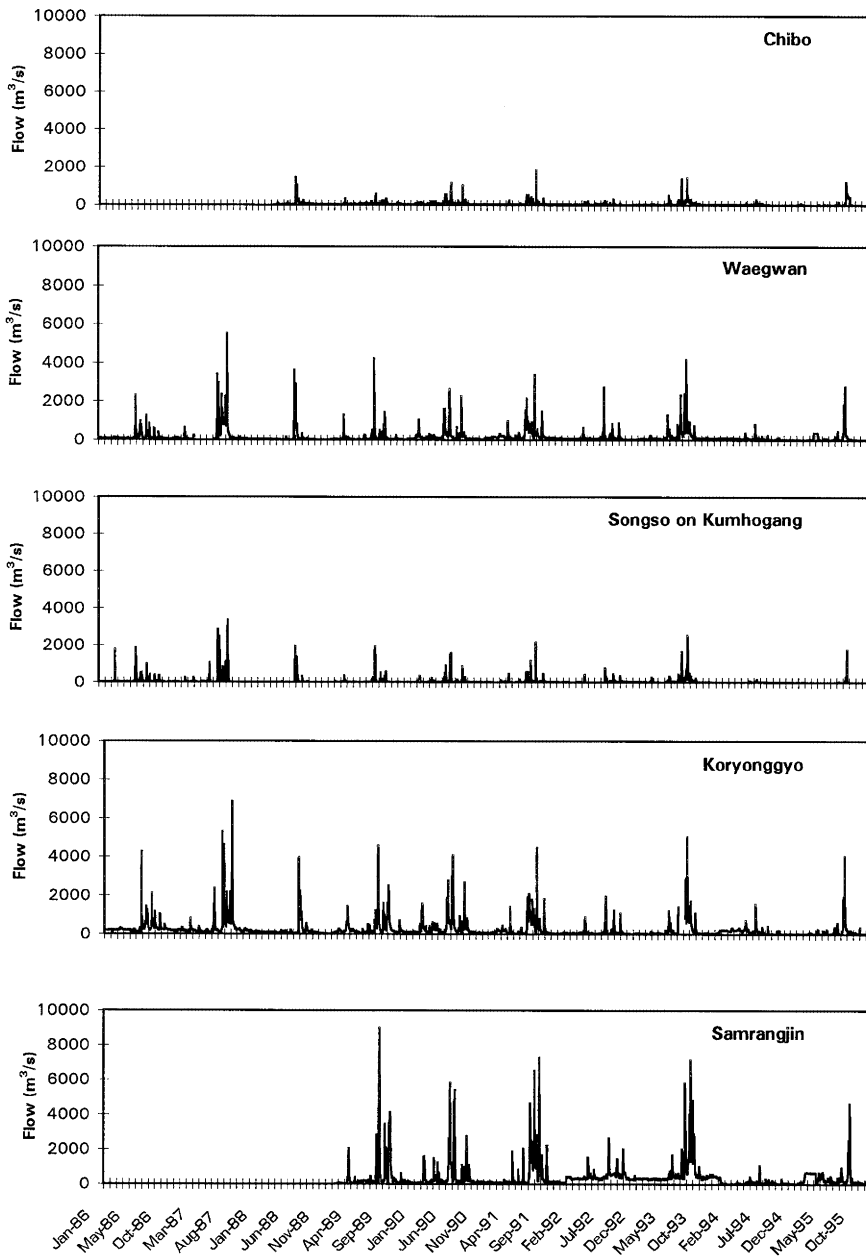 10000
8000
6000
4000
2000
0
Flow (m³/s)
Chibo
10000
8000
6000
4000
2000
0
Flow (m³/s)
Waegwan
10000
8000
6000
4000
2000
0
Flow (m³/s)
Songso on Kumhogang
10000
8000
6000
4000
2000
0
Flow (m³/s)
Koryonggyo
10000
8000
6000
4000
2000
0
Flow (m³/s)
Samrangjin
Jan-86
May-86
Oct-86
Mar-87
Aug-87
Jan-88
Jun-88
Nov-88
Apr-89
Sep-89
Jan-90
Jun-90
Nov-90
Apr-91
Sep-91
Feb-92
Jul-92
Dec-92
May-93
Oct-93
Feb-94
Jul-94
Dec-94
May-95
Oct-95